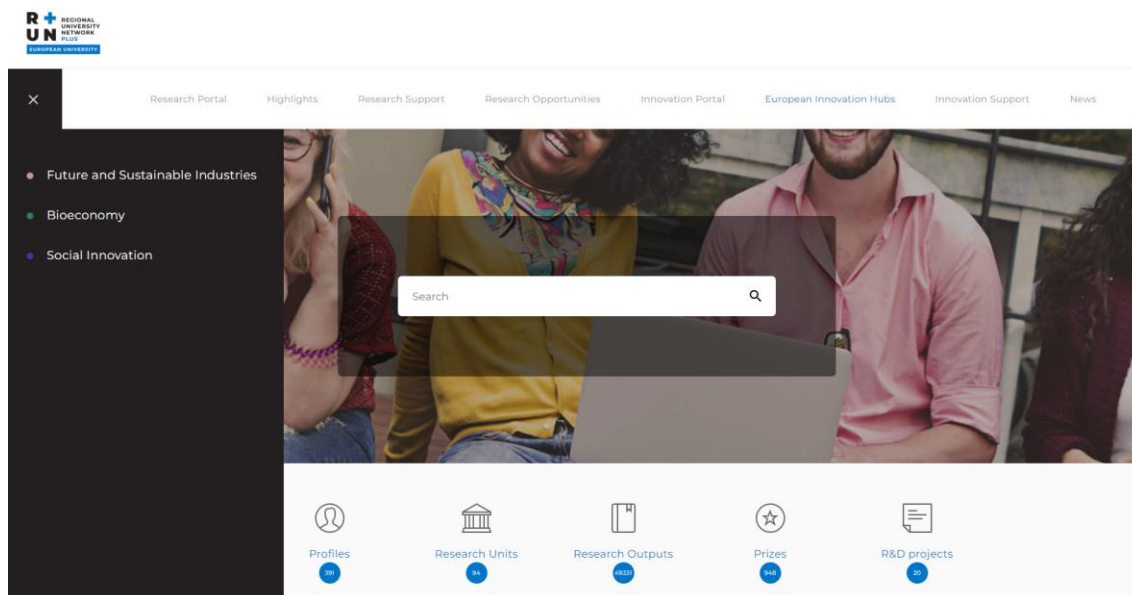 R+ REGIONAL
UNIVERSITY
UN NETWORK
PLUS
EUROPEAN UNIVERSITY
Research Portal Highlights Research Support Research Opportunities Innovation Portal European Innovation Hubs Innovation Support News
Future and Sustainable Industries
Bioeconomy
Social Innovation
Search
Profiles Research Units Research Outputs Prizes R&D projects
391 94 49331 948 20